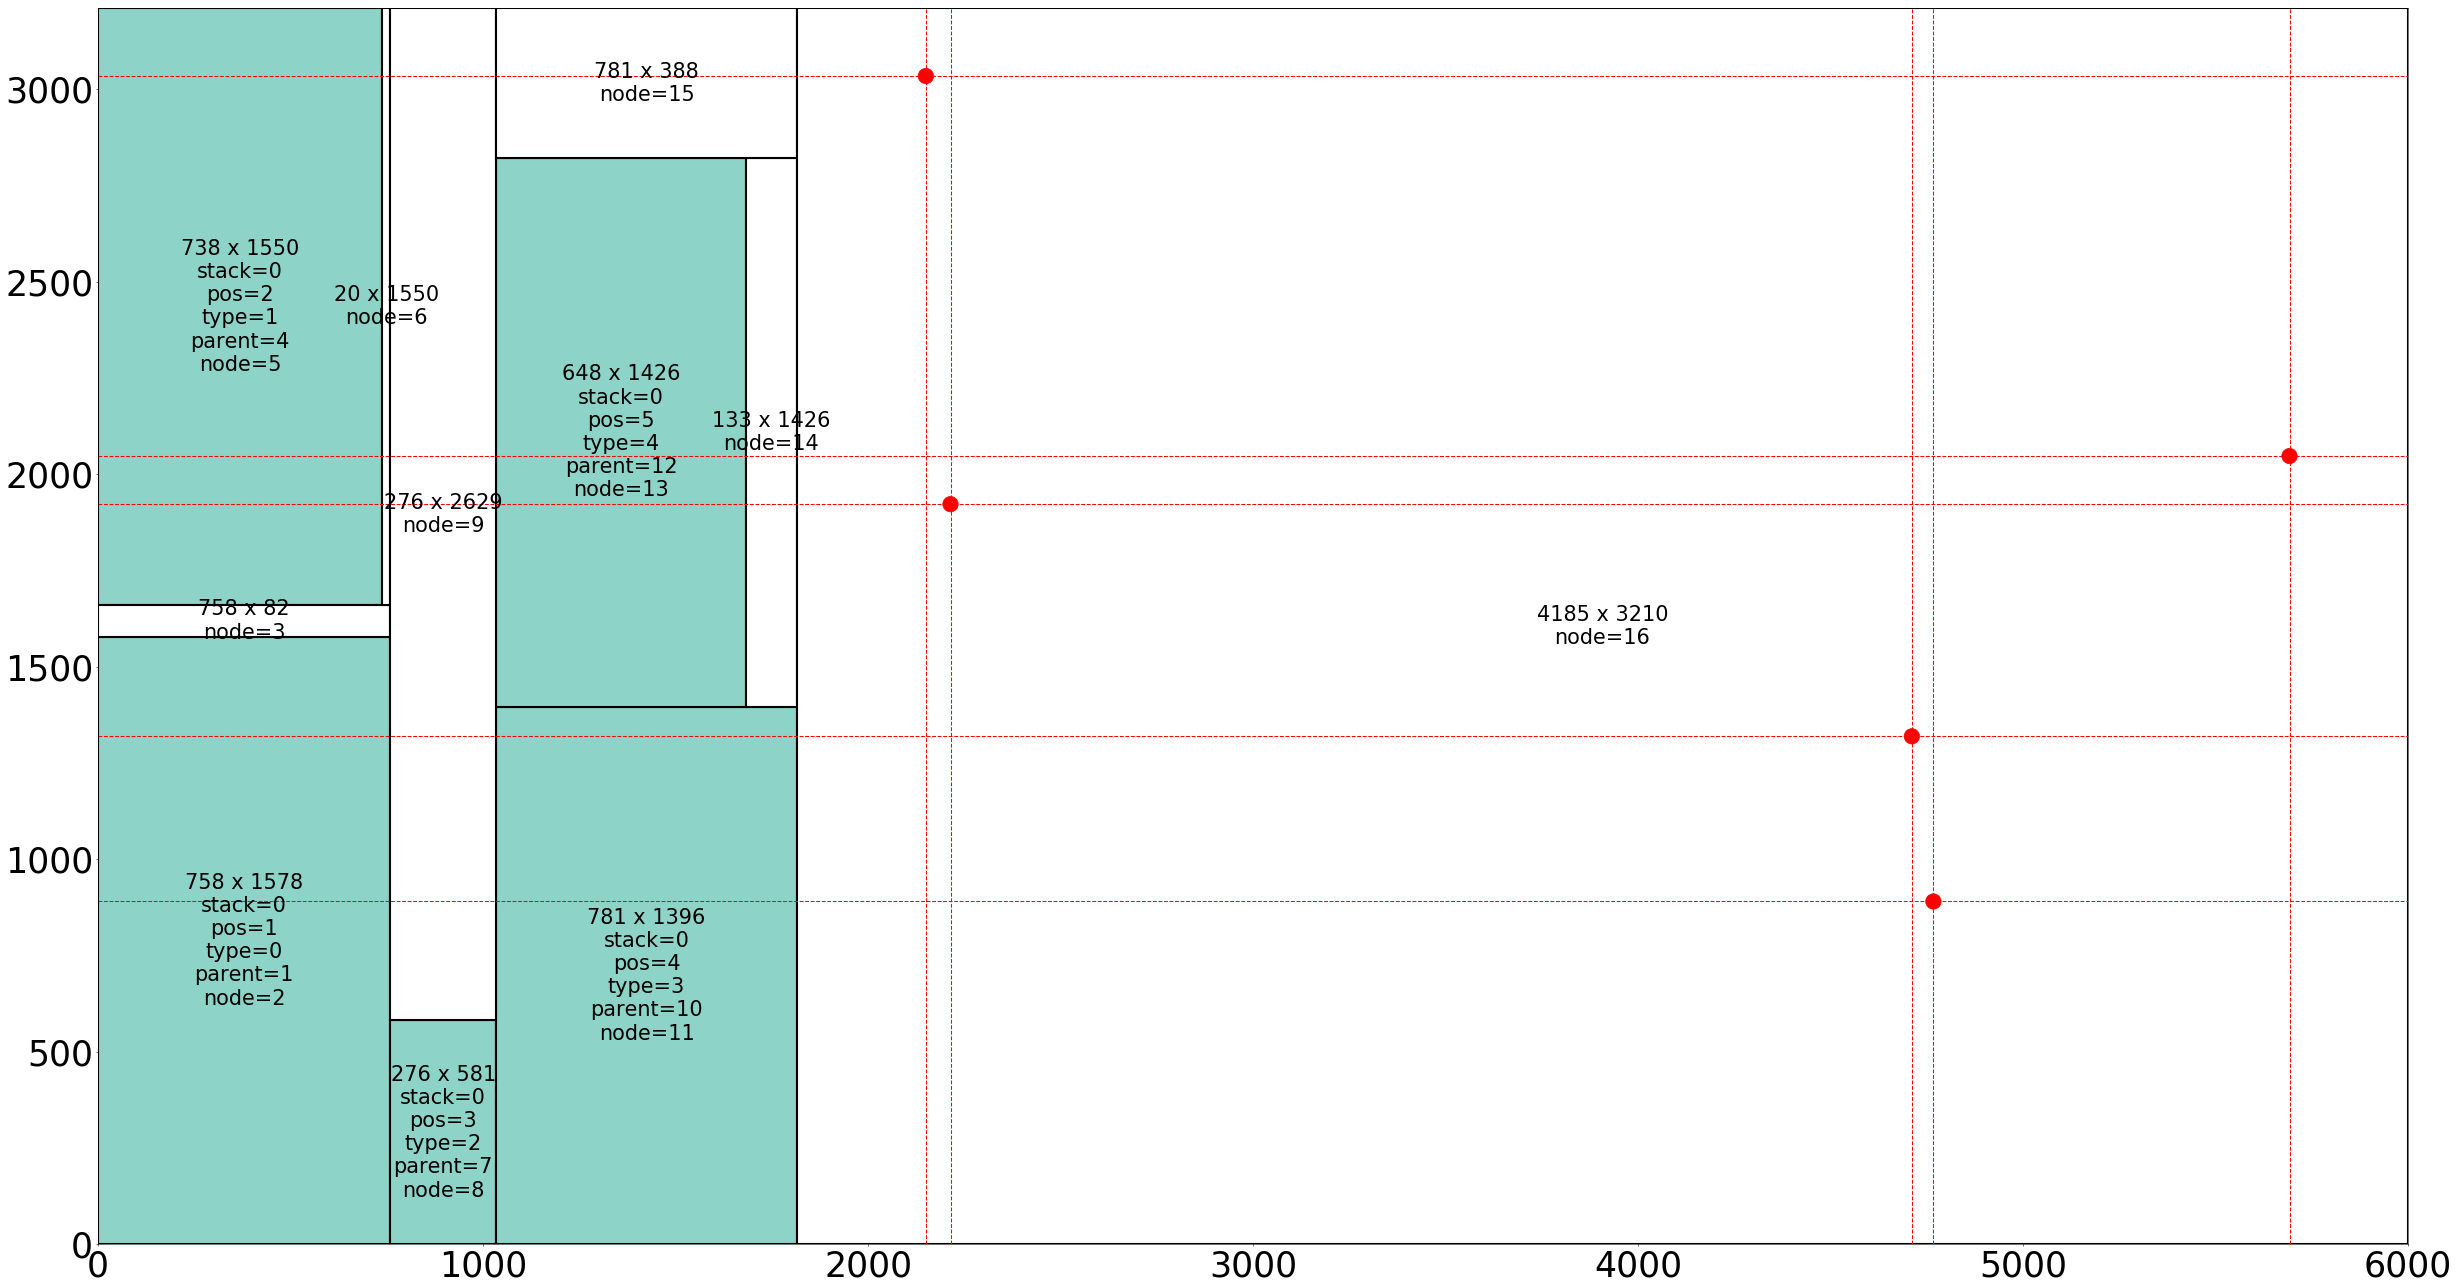 781 x 388
node=15
3000
738 x 1550
stack=0
pos=2
type=1
parent=4
node=5
20 x 1550
node=6
2500
648 x 1426
stack=0
pos=5
type=4
parent=12
node=13
133 x 1426
node=14
2000
276 x 2629
node=9
758 x 82
node=3
4185 x 3210
node=16
1500
758 x 1578
stack=0
pos=1
type=0
parent=1
node=2
1000
781 x 1396
stack=0
pos=4
type=3
parent=10
node=11
500
276 x 581
stack=0
pos=3
type=2
parent=7
node=8
0
0 1000 2000 3000 4000 5000 6000